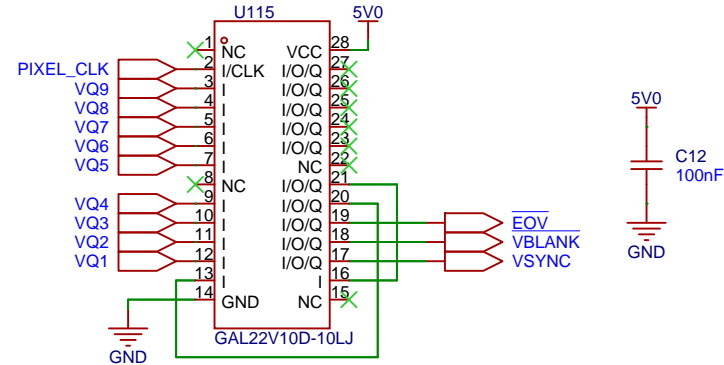 U115
5V0
1 NC VCC 28
PIXEL_CLK 2 I/CLK I/O/Q 27
VQ9 3 I I/O/Q 26
VQ8 4 I I/O/Q 25
VQ7 5 I I/O/Q 24
VQ6 6 I I/O/Q 23
VQ5 7 I NC 22
8 NC I/O/Q 21
VQ4 9 I I/O/Q 20
VQ3 10 I I/O/Q 19 EOV
VQ2 11 I I/O/Q 18 VBLANK
VQ1 12 I I/O/Q 17 VSYNC
13 I I 16
14 GND NC 15
GND
GAL22V10D-10LJ
5V0
C12
100nF
GND